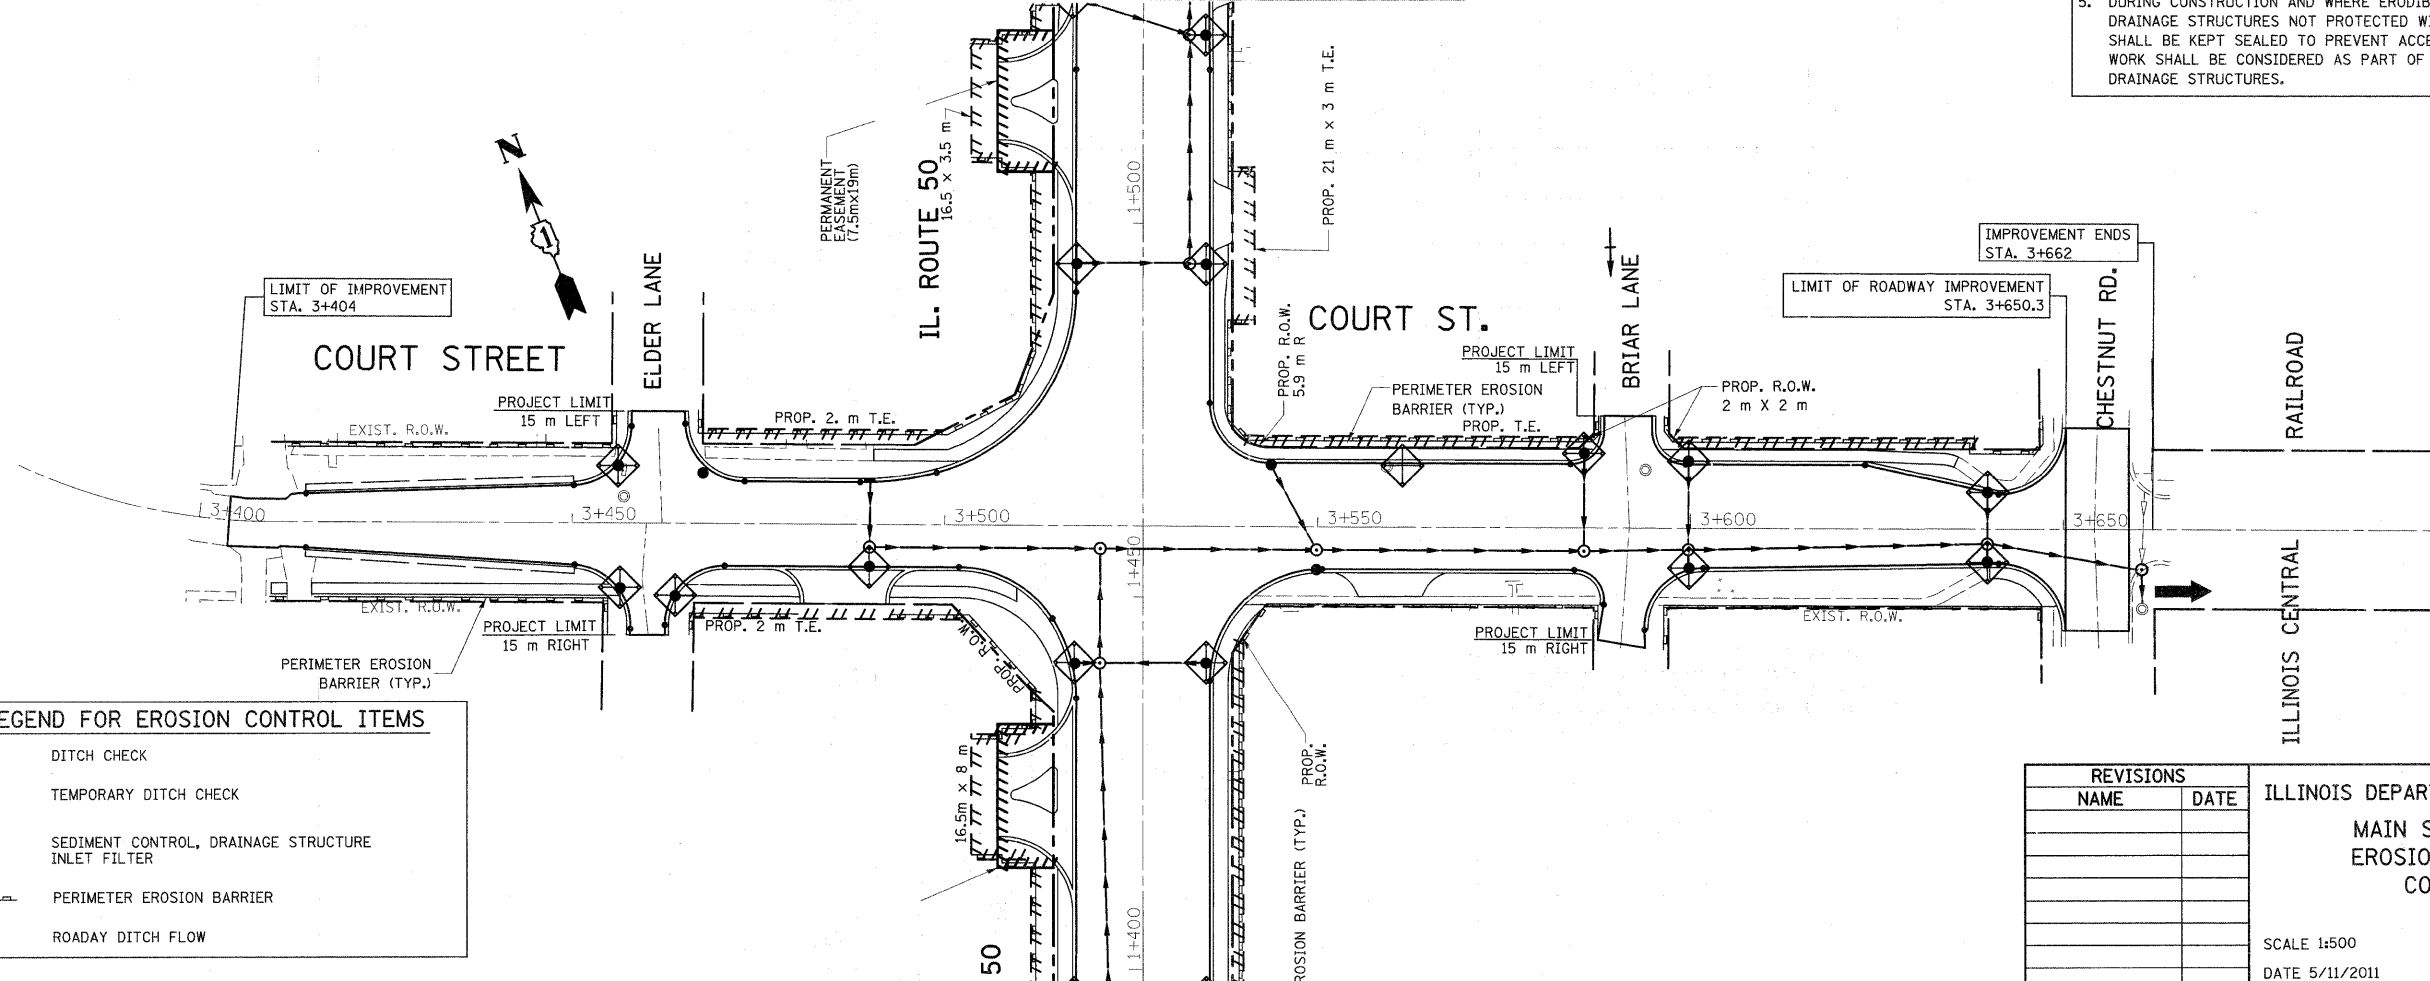 5. DURING CONSTRUCTION AND WHERE ERODIB
DRAINAGE STRUCTURES NOT PROTECTED WI
SHALL BE KEPT SEALED TO PREVENT ACCE
WORK SHALL BE CONSIDERED AS PART OF
DRAINAGE STRUCTURES.
N
PERMANENT
EASEMENT
(7.5mx19m)
IL. ROUTE 50
16.5 x 3.5 m
1+500
PROP. 21 m x 3 m T.E.
LIMIT OF IMPROVEMENT
STA. 3+404
ELDER LANE
COURT STREET
PROJECT LIMIT
15 m LEFT
EXIST. R.O.W.
PROP. 2. m T.E.
PROP. R.O.W.
5.9 m R
COURT ST.
PERIMETER EROSION
BARRIER (TYP.)
PROP. T.E.
PROJECT LIMIT
15 m LEFT
BRIAR LANE
PROP. R.O.W.
2 m X 2 m
IMPROVEMENT ENDS
STA. 3+662
LIMIT OF ROADWAY IMPROVEMENT
STA. 3+650.3
CHESTNUT RD.
RAILROAD
ILLINOIS CENTRAL
3+400
3+450
3+500
3+550
3+600
3+650
1+450
EXIST. R.O.W.
PROJECT LIMIT
15 m RIGHT
PROP. 2 m T.E.
PROP. R.O.W.
PERIMETER EROSION
BARRIER (TYP.)
PROJECT LIMIT
15 m RIGHT
EXIST. R.O.W.
PROP.
R.O.W.
EGEND FOR EROSION CONTROL ITEMS
DITCH CHECK
TEMPORARY DITCH CHECK
SEDIMENT CONTROL, DRAINAGE STRUCTURE
INLET FILTER
PERIMETER EROSION BARRIER
ROADAY DITCH FLOW
16.5m x 8 m
50
1+400
ROSION BARRIER (TYP.)
REVISIONS
NAME DATE
ILLINOIS DEPAR
MAIN S
EROSIO
CO
SCALE 1:500
DATE 5/11/2011